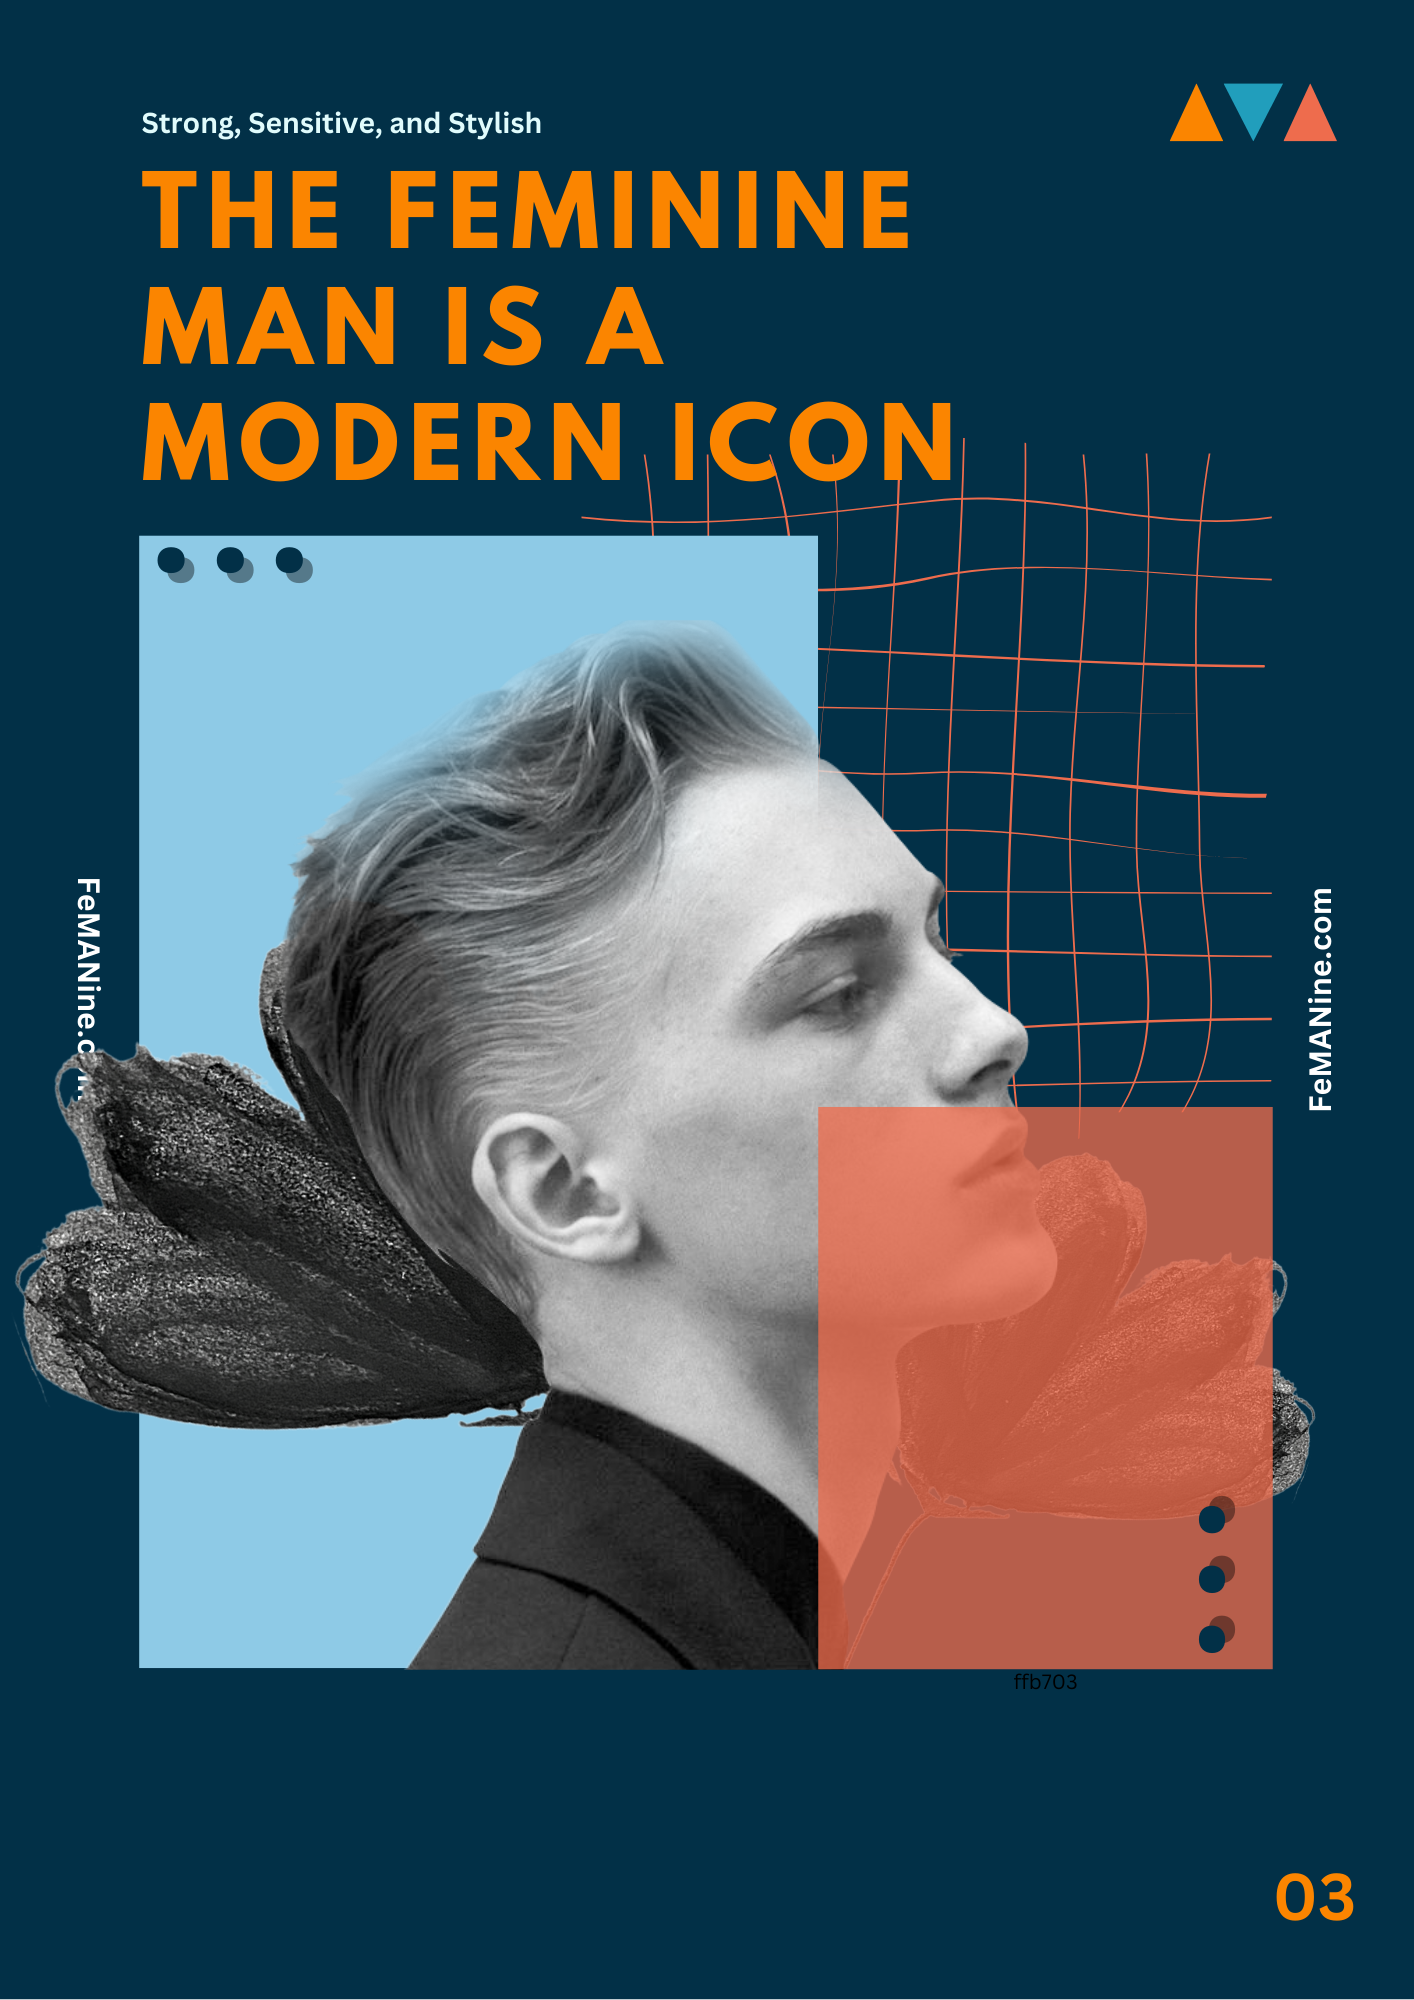 Strong, Sensitive, and Stylish
THE FEMININE
MAN IS A
MODERN ICON
FeMANine.com
ffb703
03